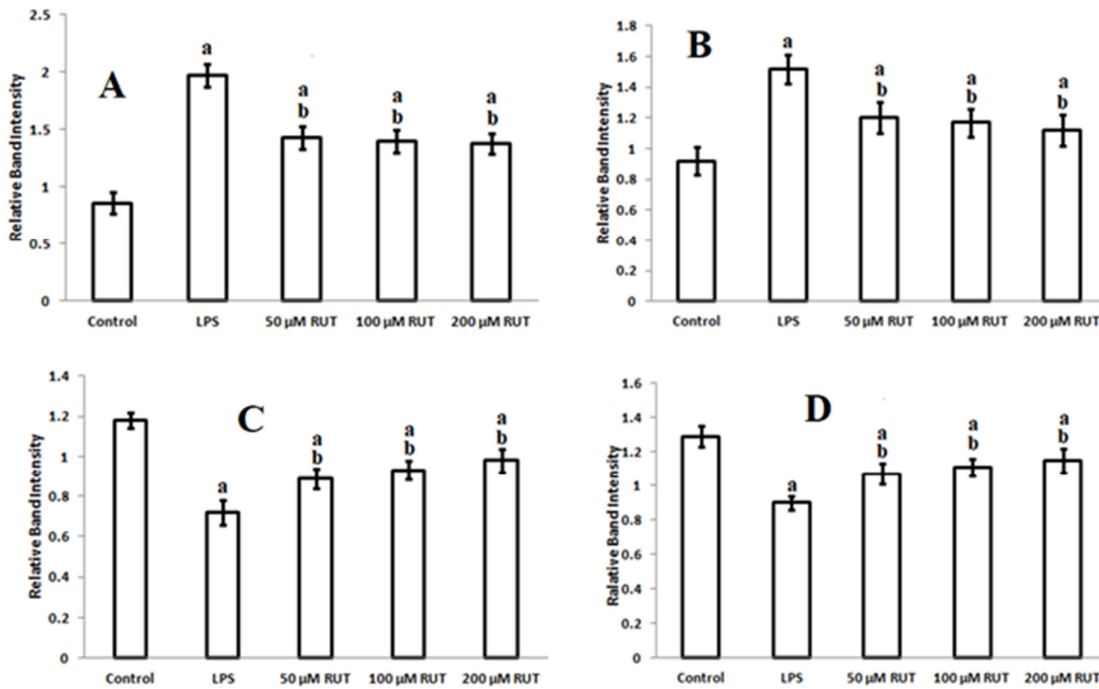 A
Relative Band Intensity
2.5
2
1.5
1
0.5
0
a
a
b
a
b
a
b
Control LPS 50 µM RUT 100 µM RUT 200 µM RUT
B
Relative Band Intensity
1.8
1.6
1.4
1.2
1
0.8
0.6
0.4
0.2
0
a
a
b
a
b
a
b
Control LPS 50 µM RUT 100 µM RUT 200 µM RUT
C
Relative Band Intensity
1.4
1.2
1
0.8
0.6
0.4
0.2
0
a
a
b
a
b
a
b
Control LPS 50 µM RUT 100 µM RUT 200 µM RUT
D
Ralative Band Intensity
1.6
1.4
1.2
1
0.8
0.6
0.4
0.2
0
a
a
b
a
b
a
b
Control LPS 50 µM RUT 100 µM RUT 200 µM RUT